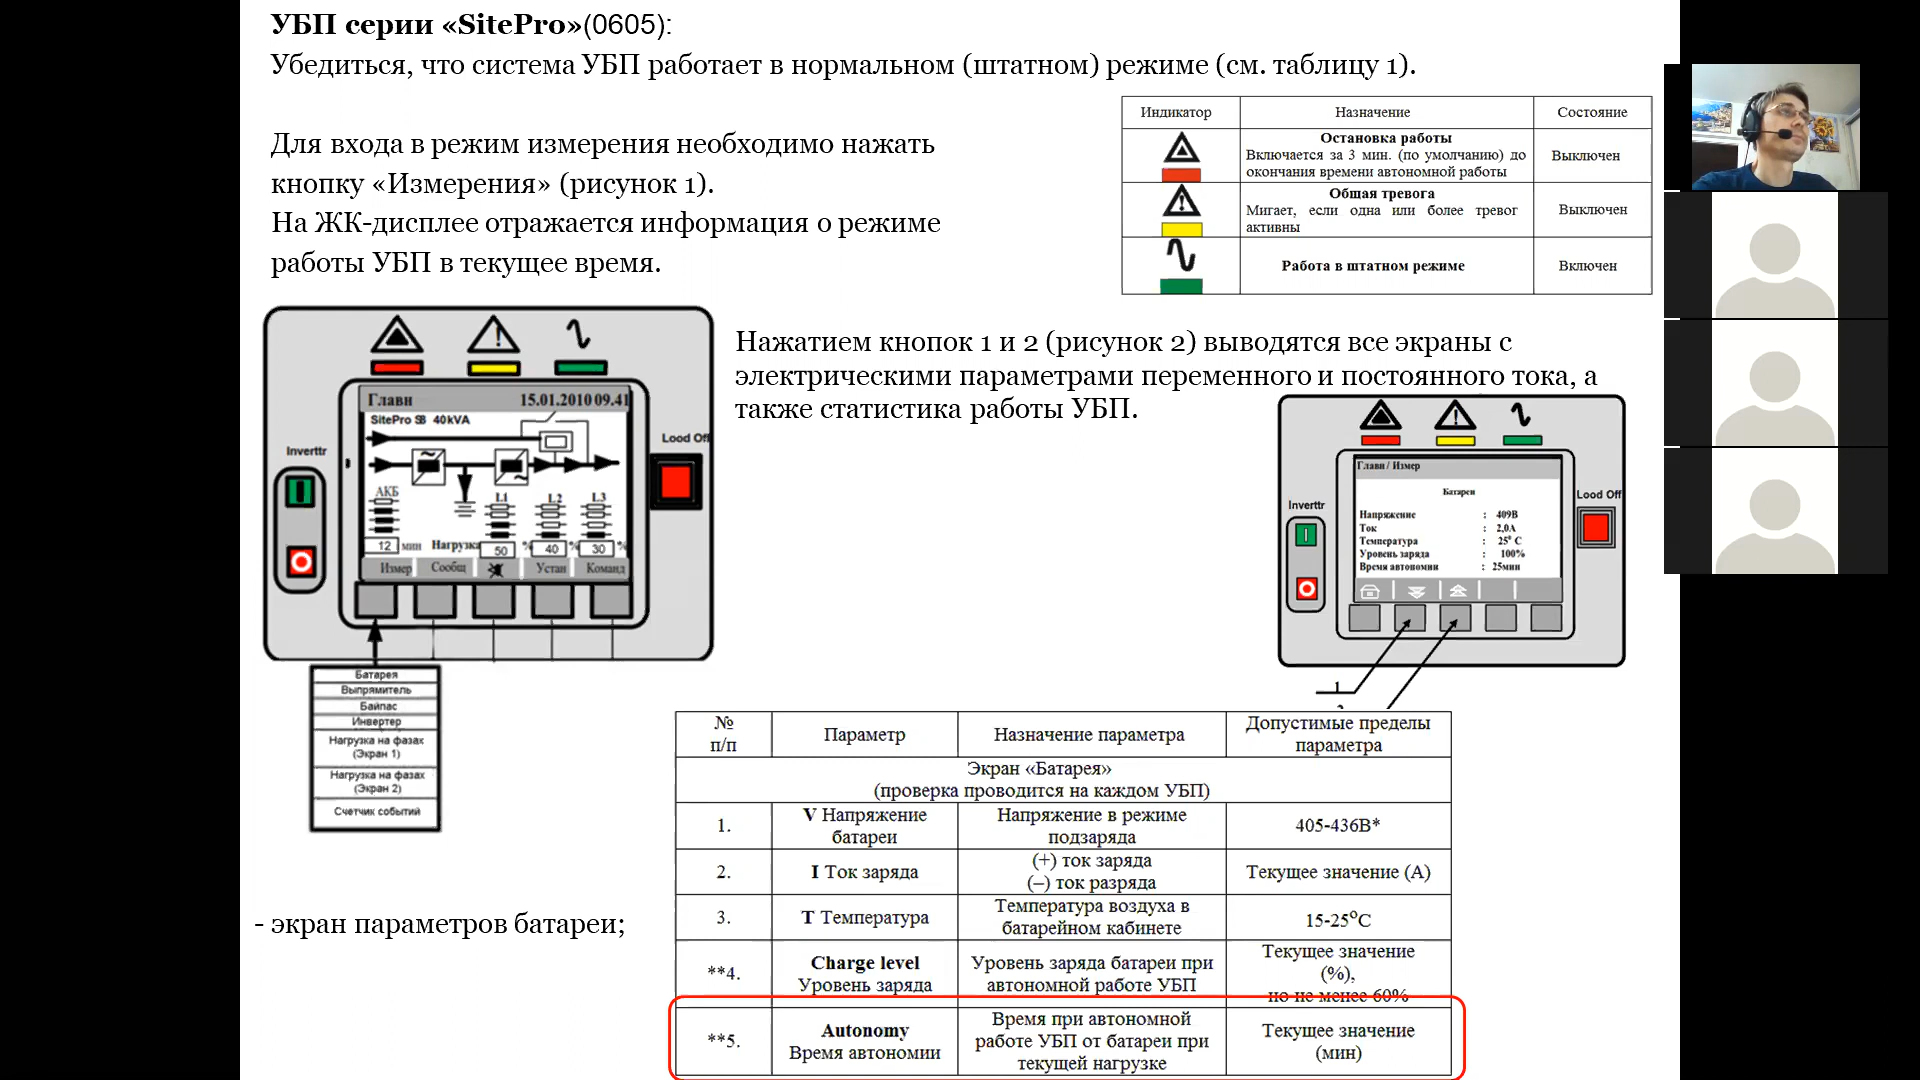 УБП серии «SitePro»(0605):
Убедиться, что система УБП работает в нормальном (штатном) режиме (см. таблицу 1).
Для входа в режим измерения необходимо нажать
кнопку «Измерения» (рисунок 1).
На ЖК-дисплее отражается информация о режиме
работы УБП в текущее время.
Индикатор Назначение Состояние
Остановка работы
Включается за 3 мин. (по умолчанию) до
окончания времени автономной работы
Выключен
Общая тревога
Мигает, если одна или более тревог
активны
Выключен
Работа в штатном режиме
Включен
Нажатием кнопок 1 и 2 (рисунок 2) выводятся все экраны с
электрическими параметрами переменного и постоянного тока, а
также статистика работы УБП.
Главн 15.01.2010 09.41
SitePro S8 40kVA
Inverttr
Lood Off
АКБ
L1 L2 L3
12 мин Нагрузка 50 % 40 % 30 %
Измер Сообщ Устан Команд
Батарея
Выпрямитель
Байпас
Инвертер
Нагрузка на фазах
(Экран 1)
Нагрузка на фазах
(Экран 2)
Счетчик событий
Главн / Измер
Батареи
Inverttr
Lood Off
Напряжение : 409В
Ток : 2,0А
Температура : 25⁰ С
Уровень заряда : 100%
Время автономии : 25мин
1
- экран параметров батареи;
№
п/п
Параметр
Назначение параметра
Допустимые пределы
параметра
Экран «Батарея»
(проверка проводится на каждом УБП)
1.
V Напряжение
батареи
Напряжение в режиме
подзаряда
405-436В*
2.
I Ток заряда
(+) ток заряда
(–) ток разряда
Текущее значение (А)
3.
T Температура
Температура воздуха в
батарейном кабинете
15-25⁰С
**4.
Charge level
Уровень заряда
Уровень заряда батареи при
автономной работе УБП
Текущее значение
(%),
но не менее 60%
**5.
Autonomy
Время автономии
Время при автономной
работе УБП от батареи при
текущей нагрузке
Текущее значение
(мин)